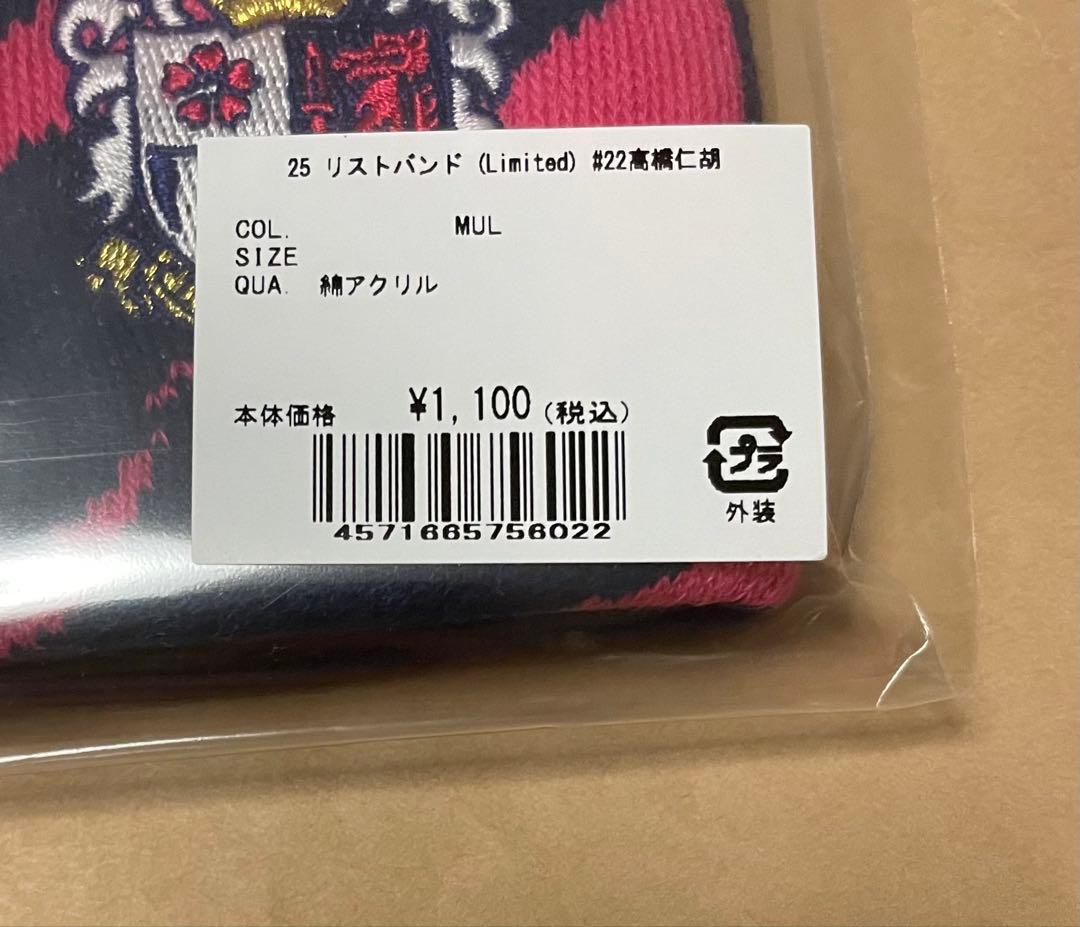 25 リストバンド (Limited) #22高橋仁胡
COL. MUL
SIZE
QUA. 綿アクリル
本体価格 ¥1,100(税込)
4571665756022
プラ
外装